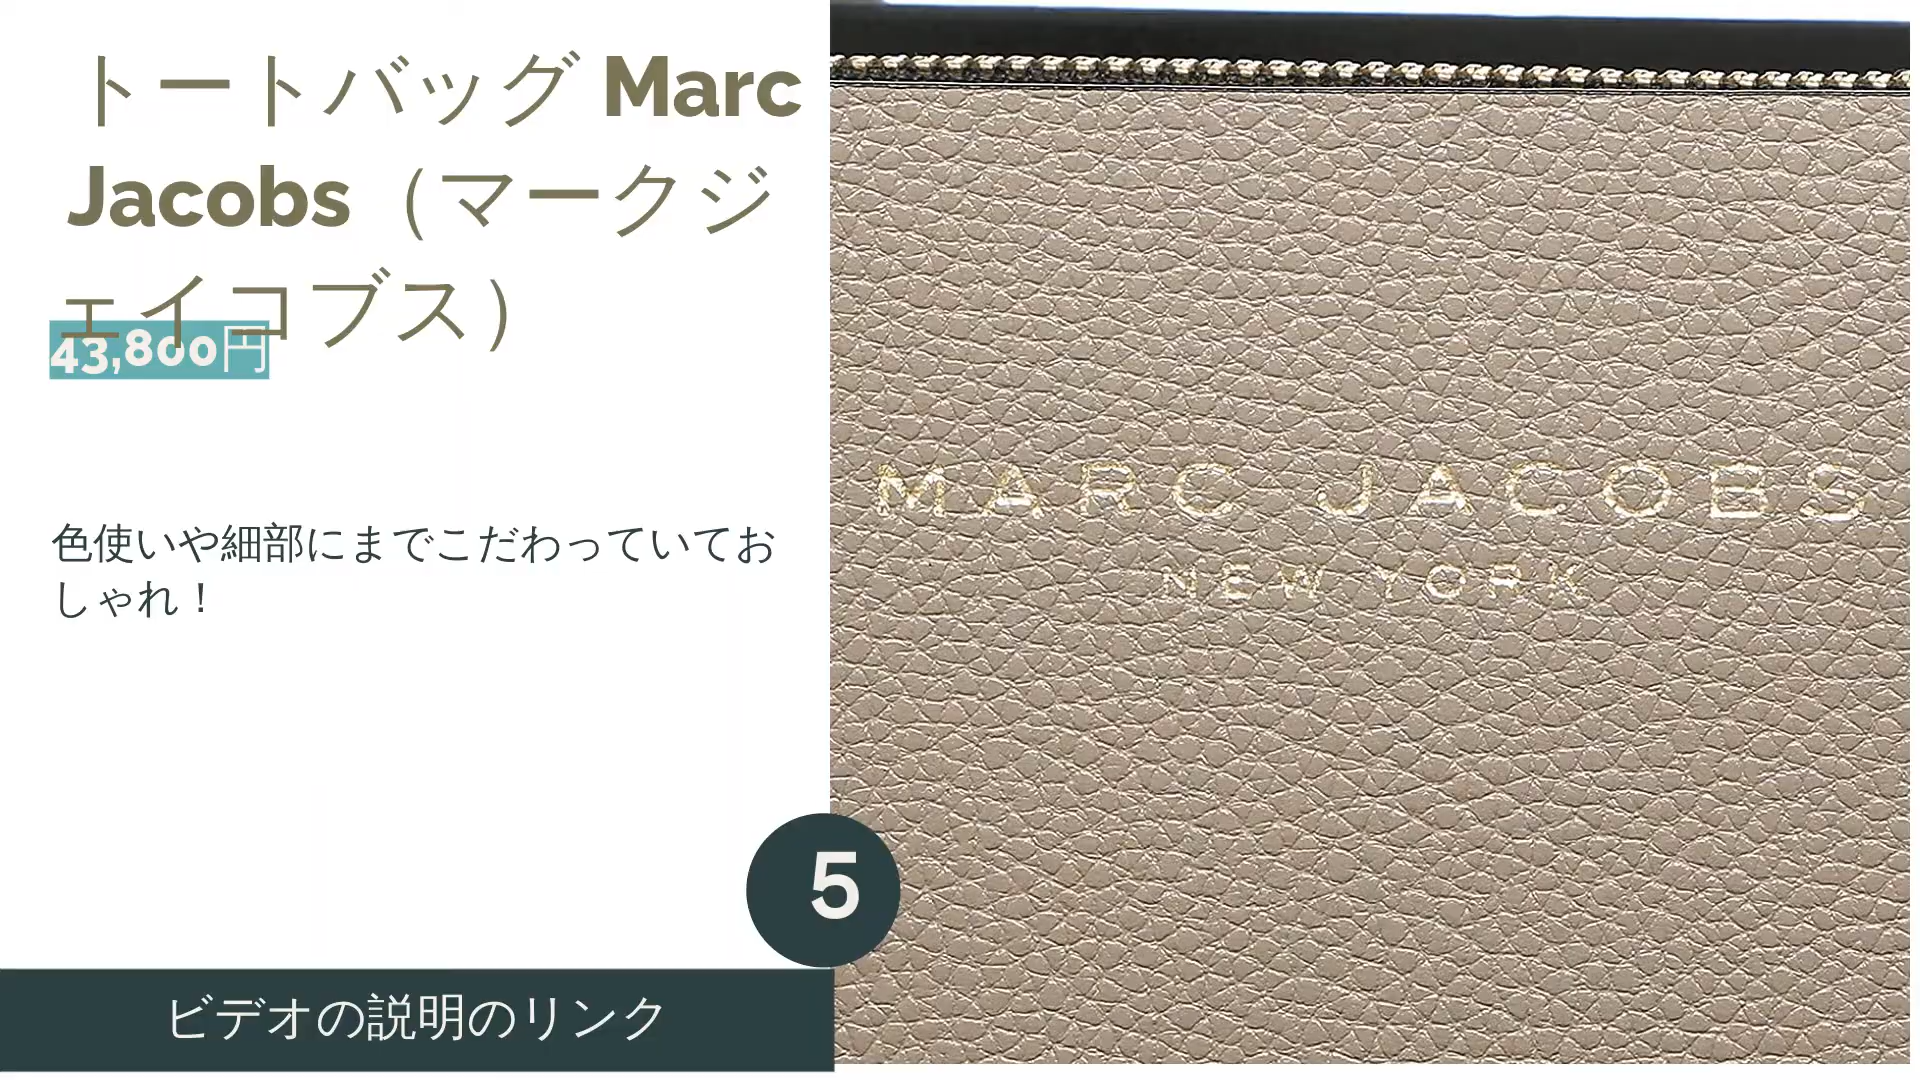 トートバッグ Marc
Jacobs（マークジ
ェイコブス）
43,800円
色使いや細部にまでこだわっていてお
しゃれ！
MARC JACOBS
NEW YORK
5
ビデオの説明のリンク